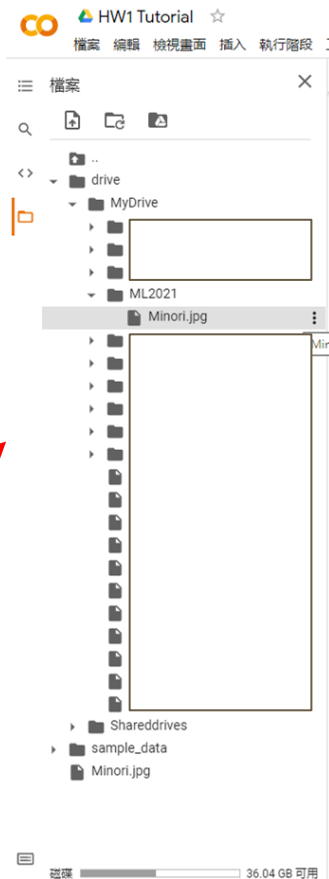 HW1 Tutorial
檔案 編輯 檢視畫面 插入 執行階段
檔案
..
drive
MyDrive
ML2021
Minori.jpg
Shareddrives
sample_data
Minori.jpg
磁碟 36.04 GB 可用